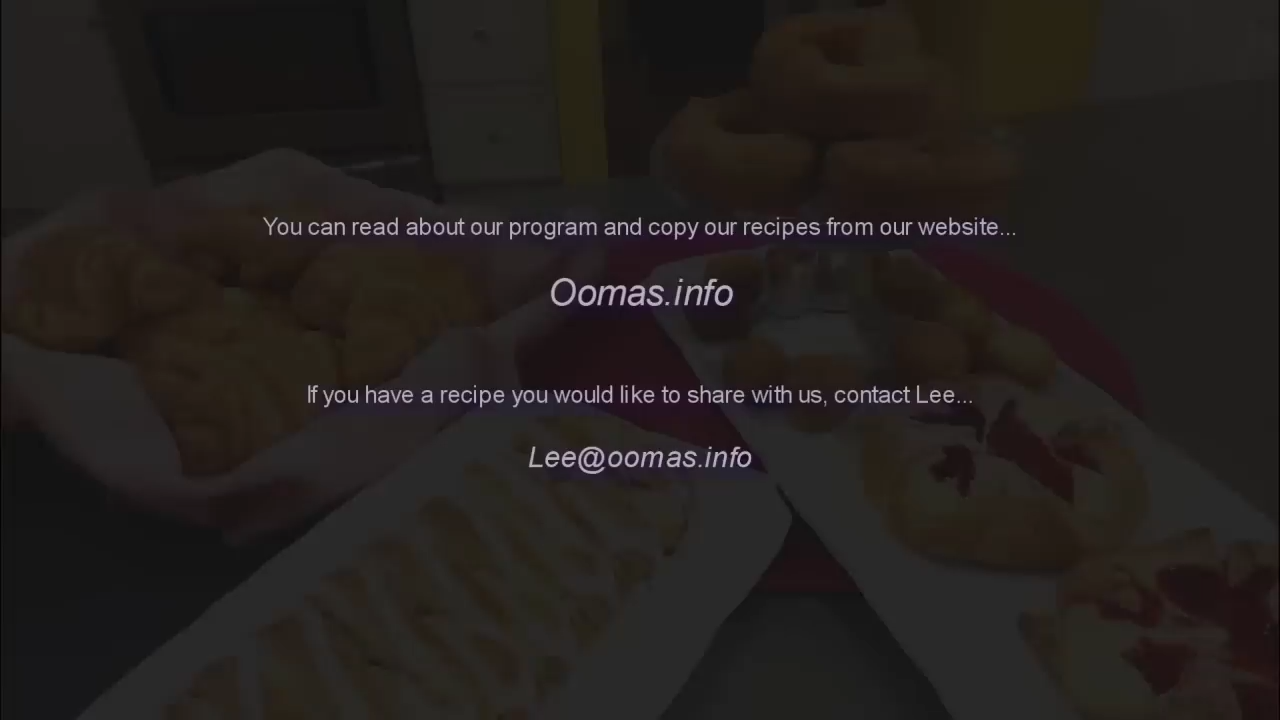 You can read about our program and copy our recipes from our website...
Oomas.info
If you have a recipe you would like to share with us, contact Lee...
Lee@oomas.info